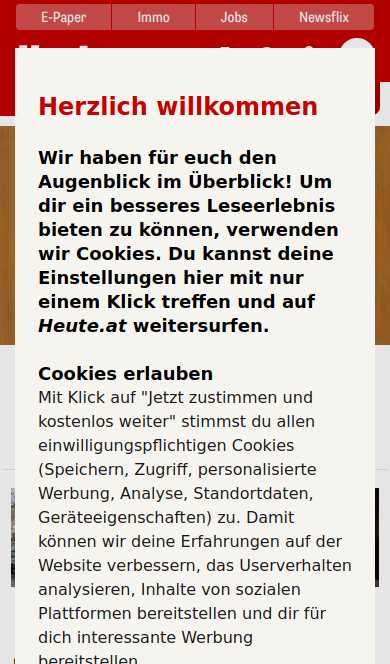 E-Paper Immo Jobs Newsflix
Herzlich willkommen
Wir haben für euch den
Augenblick im Überblick! Um
dir ein besseres Leseerlebnis
bieten zu können, verwenden
wir Cookies. Du kannst deine
Einstellungen hier mit nur
einem Klick treffen und auf
Heute.at weitersurfen.
Cookies erlauben
Mit Klick auf "Jetzt zustimmen und
kostenlos weiter" stimmst du allen
einwilligungspflichtigen Cookies
(Speichern, Zugriff, personalisierte
Werbung, Analyse, Standortdaten,
Geräteeigenschaften) zu. Damit
können wir deine Erfahrungen auf der
Website verbessern, das Userverhalten
analysieren, Inhalte von sozialen
Plattformen bereitstellen und dir für
dich interessante Werbung
bereitstellen